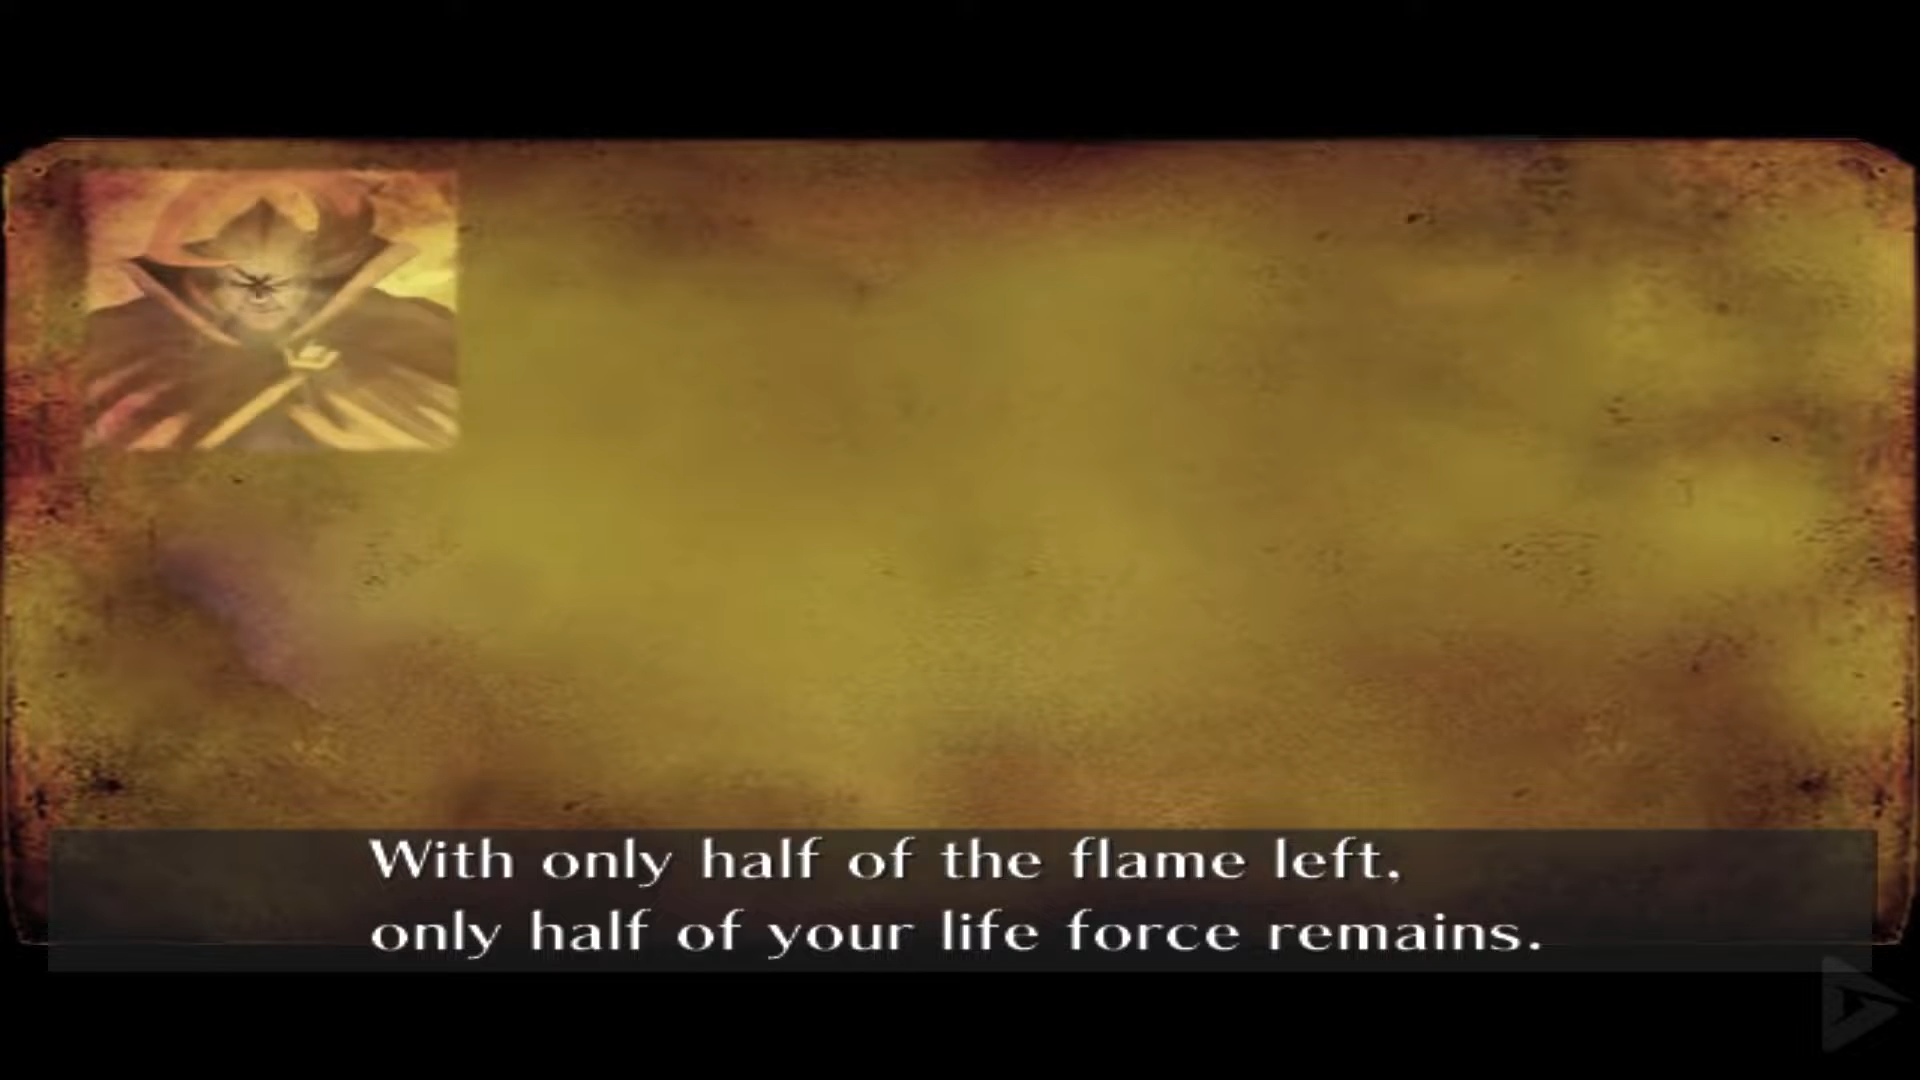 With only half of the flame left,
only half of your life force remains.